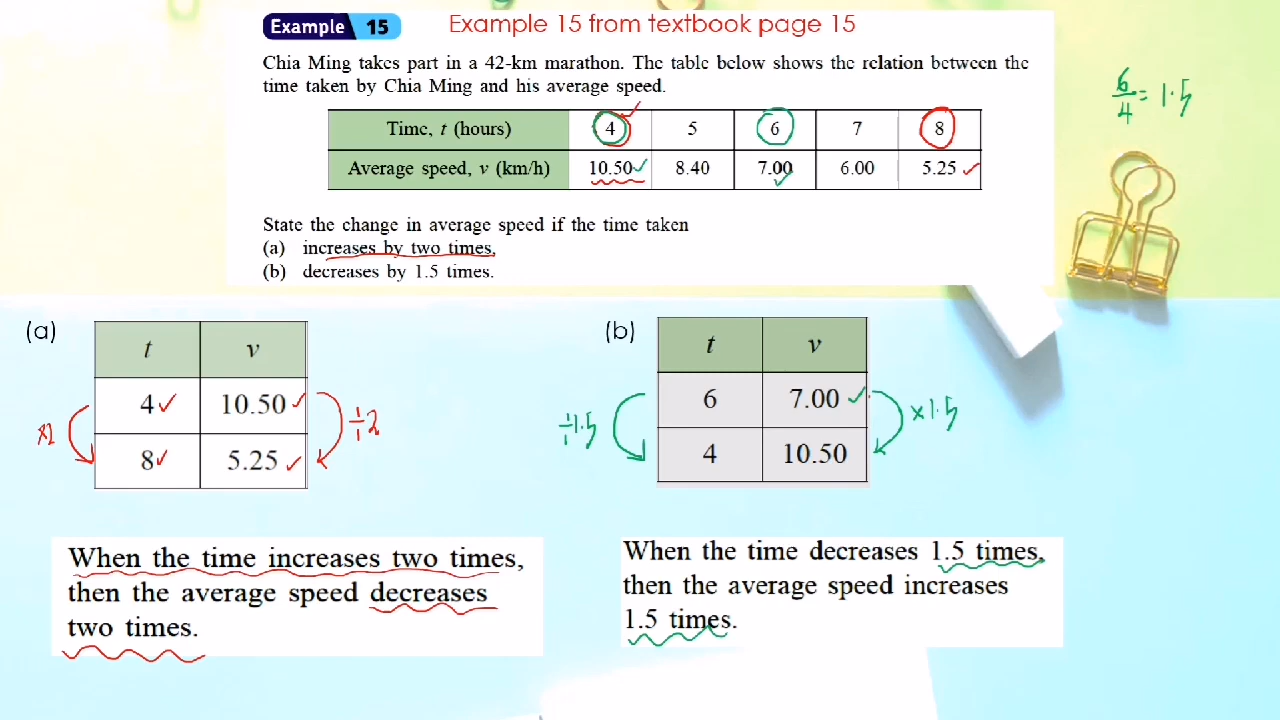 Example 15 Example 15 from textbook page 15
Chia Ming takes part in a 42-km marathon. The table below shows the relation between the
time taken by Chia Ming and his average speed.
6/4 = 1.5
Time, t (hours) 4 5 6 7 8
Average speed, v (km/h) 10.50 8.40 7.00 6.00 5.25
State the change in average speed if the time taken
(a) increases by two times,
(b) decreases by 1.5 times.
(a)
t v
4 10.50
×2 ÷2
8 5.25
When the time increases two times,
then the average speed decreases
two times.
(b)
t v
6 7.00
÷1.5 ×1.5
4 10.50
When the time decreases 1.5 times,
then the average speed increases
1.5 times.